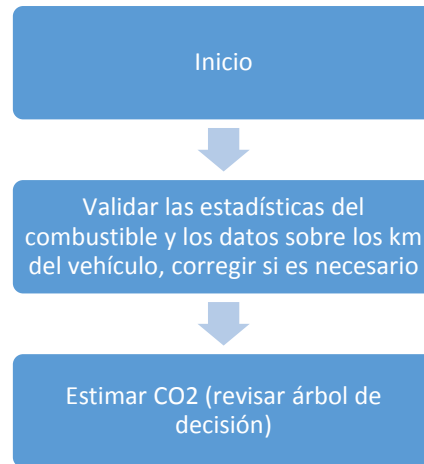 Inicio
Validar las estadísticas del
combustible y los datos sobre los km
del vehículo, corregir si es necesario
Estimar CO2 (revisar árbol de
decisión)